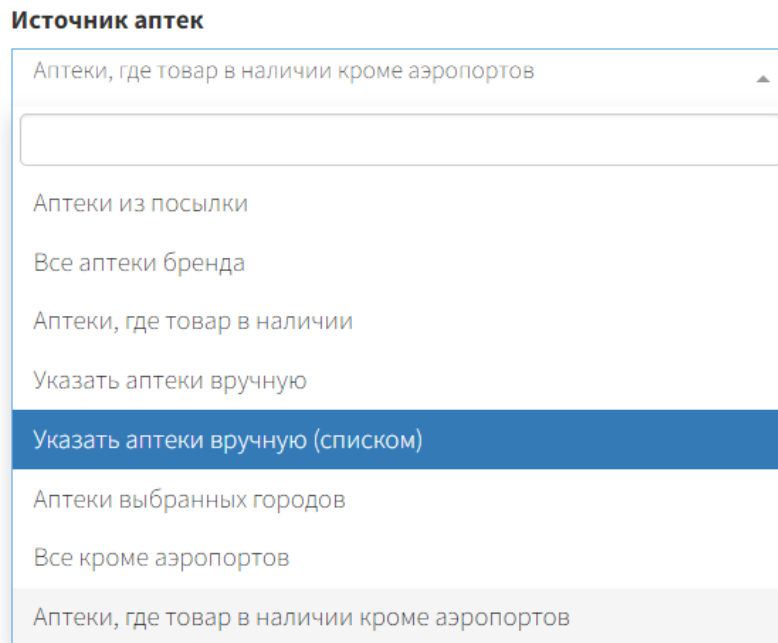 Источник аптек
Аптеки, где товар в наличии кроме аэропортов
Аптеки из посылки
Все аптеки бренда
Аптеки, где товар в наличии
Указать аптеки вручную
Указать аптеки вручную (списком)
Аптеки выбранных городов
Все кроме аэропортов
Аптеки, где товар в наличии кроме аэропортов